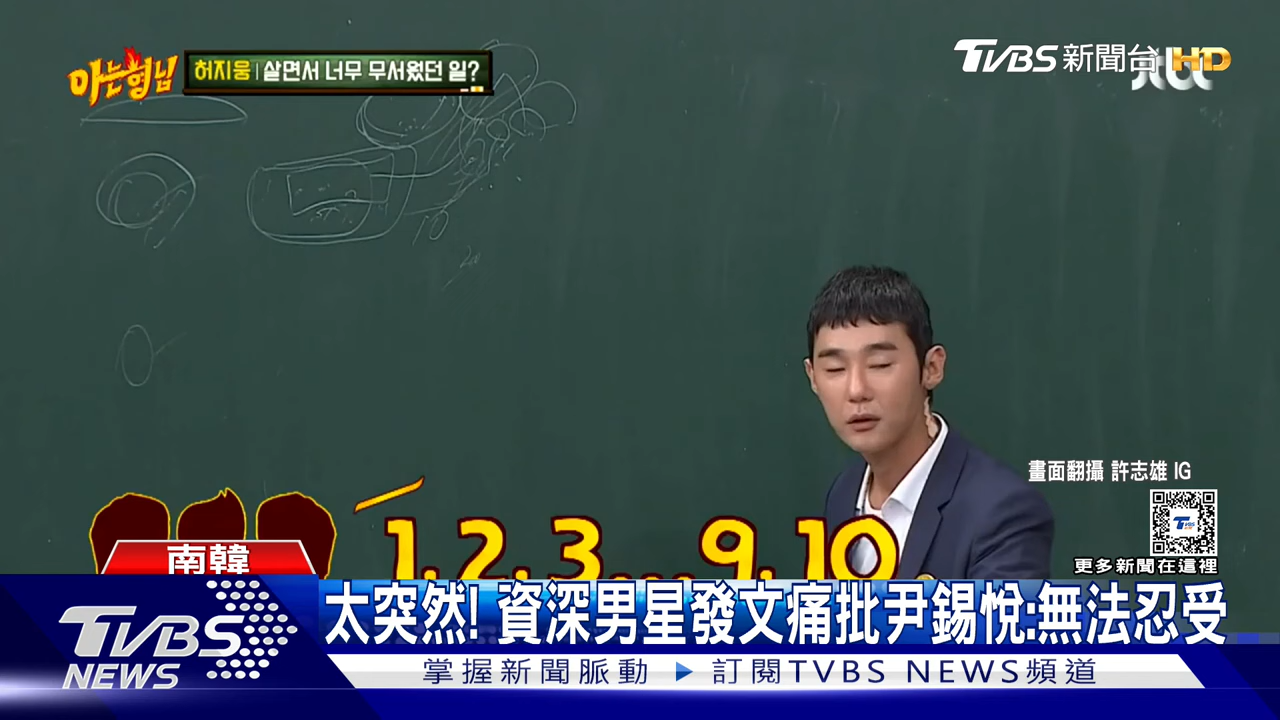 아는형님
허지웅 | 살면서 너무 무서웠던 일?
TVBS 新聞台 HD
jtbc
10
20
畫面翻攝 許志雄 IG
TVBS
更多新聞在這裡
1. 2. 3. ... 9. 10
南韓
太突然! 資深男星發文痛批尹錫悅:無法忍受
TVBS NEWS
掌握新聞脈動 ▶ 訂閱TVBS NEWS頻道